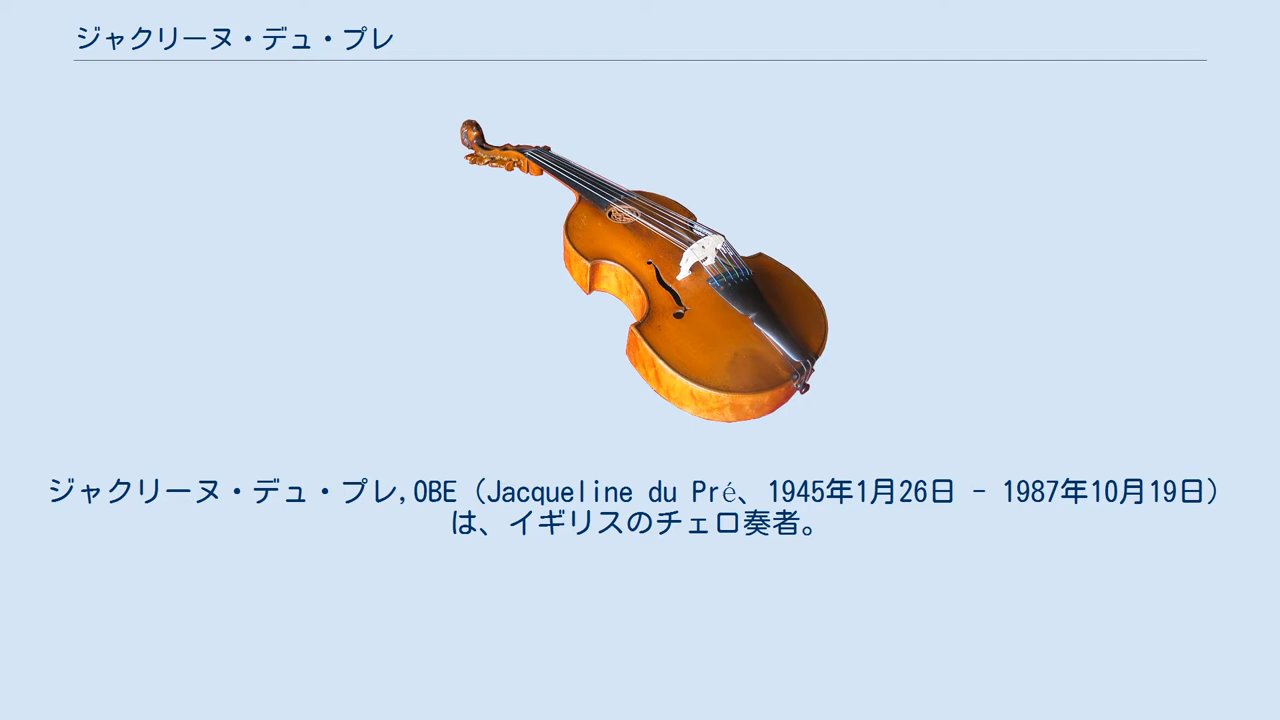 ジャクリーヌ・デュ・プレ
ジャクリーヌ・デュ・プレ,OBE（Jacqueline du Pré、1945年1月26日 - 1987年10月19日）
は、イギリスのチェロ奏者。